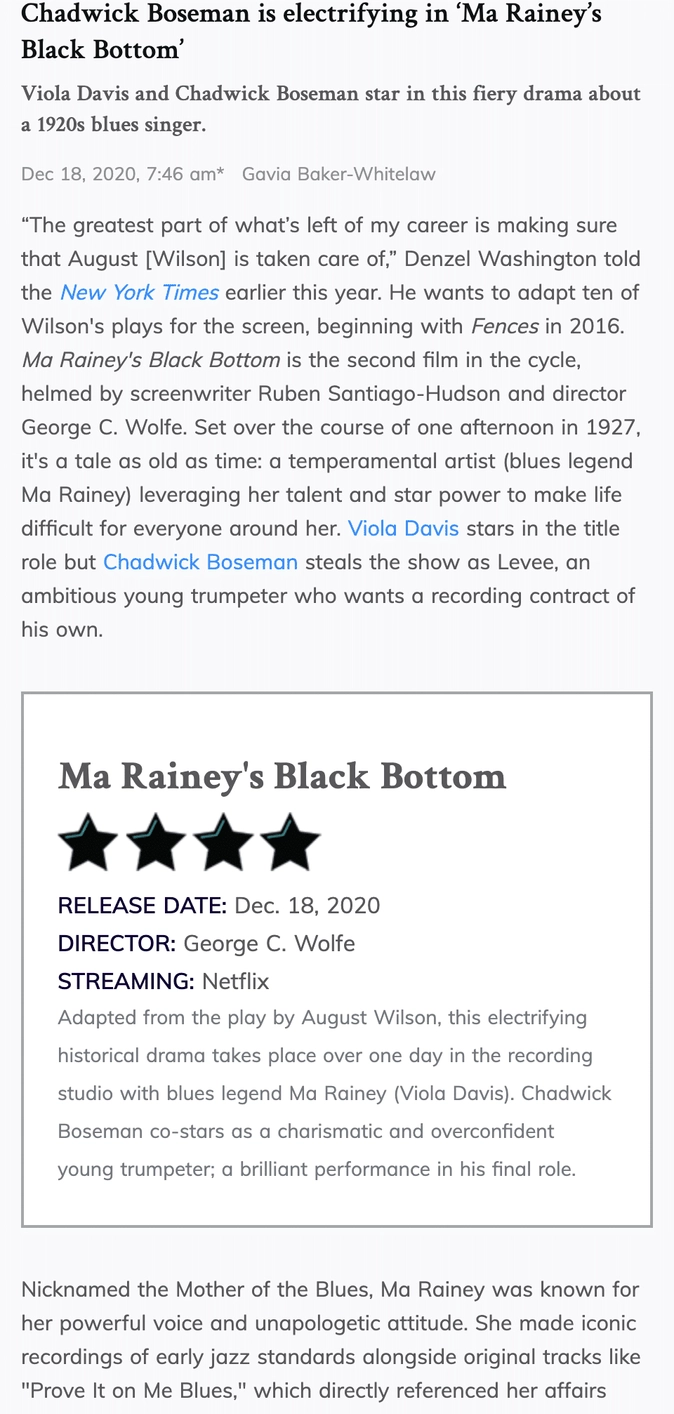 Chadwick Boseman is electrifying in ‘Ma Rainey’s
Black Bottom’
Viola Davis and Chadwick Boseman star in this fiery drama about
a 1920s blues singer.
Dec 18, 2020, 7:46 am* Gavia Baker-Whitelaw
“The greatest part of what’s left of my career is making sure
that August [Wilson] is taken care of,” Denzel Washington told
the New York Times earlier this year. He wants to adapt ten of
Wilson's plays for the screen, beginning with Fences in 2016.
Ma Rainey's Black Bottom is the second film in the cycle,
helmed by screenwriter Ruben Santiago-Hudson and director
George C. Wolfe. Set over the course of one afternoon in 1927,
it's a tale as old as time: a temperamental artist (blues legend
Ma Rainey) leveraging her talent and star power to make life
difficult for everyone around her. Viola Davis stars in the title
role but Chadwick Boseman steals the show as Levee, an
ambitious young trumpeter who wants a recording contract of
his own.
Ma Rainey's Black Bottom
RELEASE DATE: Dec. 18, 2020
DIRECTOR: George C. Wolfe
STREAMING: Netflix
Adapted from the play by August Wilson, this electrifying
historical drama takes place over one day in the recording
studio with blues legend Ma Rainey (Viola Davis). Chadwick
Boseman co-stars as a charismatic and overconfident
young trumpeter; a brilliant performance in his final role.
Nicknamed the Mother of the Blues, Ma Rainey was known for
her powerful voice and unapologetic attitude. She made iconic
recordings of early jazz standards alongside original tracks like
"Prove It on Me Blues," which directly referenced her affairs